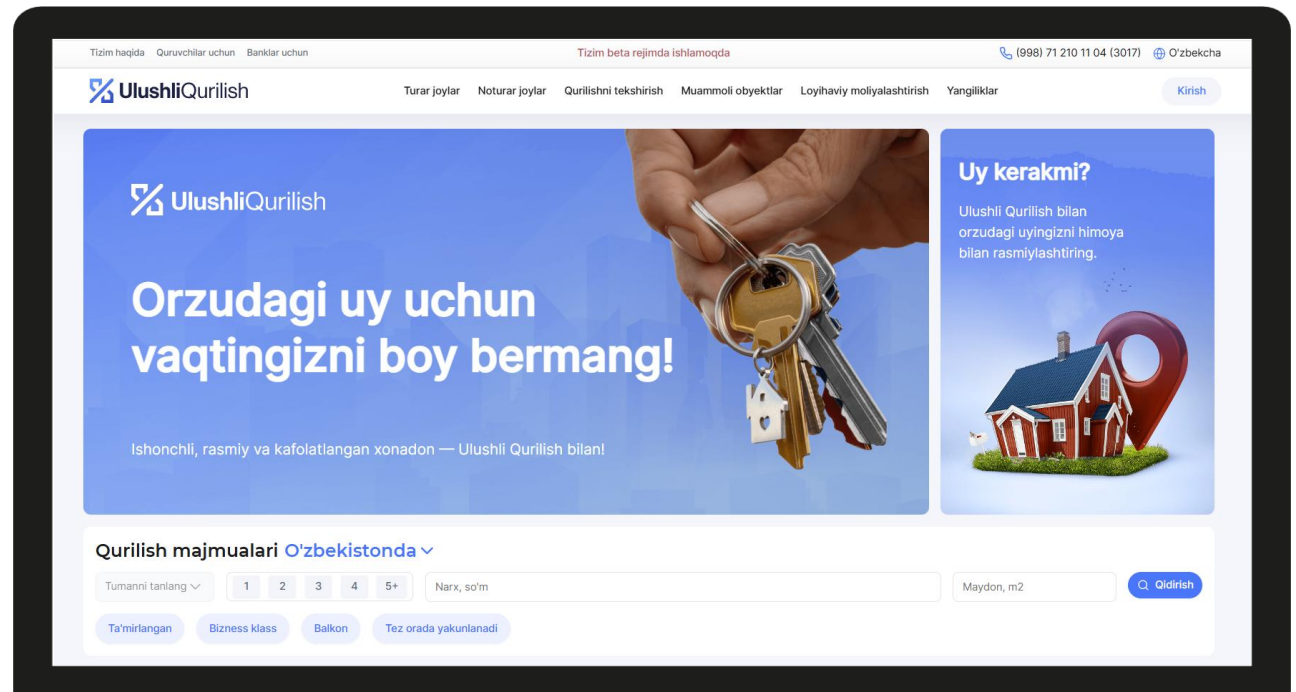 Tizim haqida Quruvchilar uchun Banklar uchun Tizim beta rejimda ishlamoqda (998) 71 210 11 04 (3017) O'zbekcha
UlushliQurilish Turar joylar Noturar joylar Qurilishni tekshirish Muammoli obyektlar Loyihaviy moliyalashtirish Yangiliklar Kirish
UlushliQurilish
Orzudagi uy uchun
vaqtingizni boy bermang!
Ishonchli, rasmiy va kafolatlangan xonadon — Ulushli Qurilish bilan!
Uy kerakmi?
Ulushli Qurilish bilan
orzudagi uyingizni himoya
bilan rasmiylashtiring.
Qurilish majmualari O'zbekistonda
Tumanni tanlang 1 2 3 4 5+ Narx, so'm Maydon, m2 Qidirish
Ta'mirlangan Bizness klass Balkon Tez orada yakunlanadi